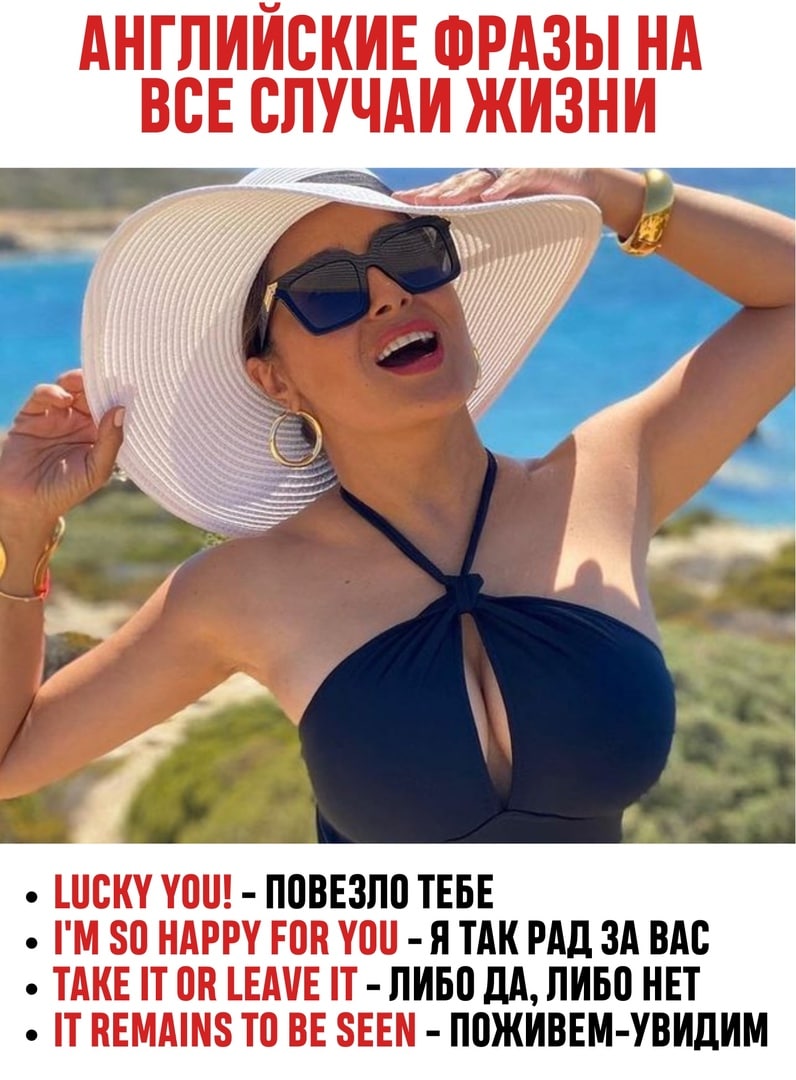 АНГЛИЙСКИЕ ФРАЗЫ НА
ВСЕ СЛУЧАИ ЖИЗНИ
• LUCKY YOU! - ПОВЕЗЛО ТЕБЕ
• I'M SO HAPPY FOR YOU - Я ТАК РАД ЗА ВАС
• TAKE IT OR LEAVE IT - ЛИБО ДА, ЛИБО НЕТ
• IT REMAINS TO BE SEEN - ПОЖИВЕМ-УВИДИМ